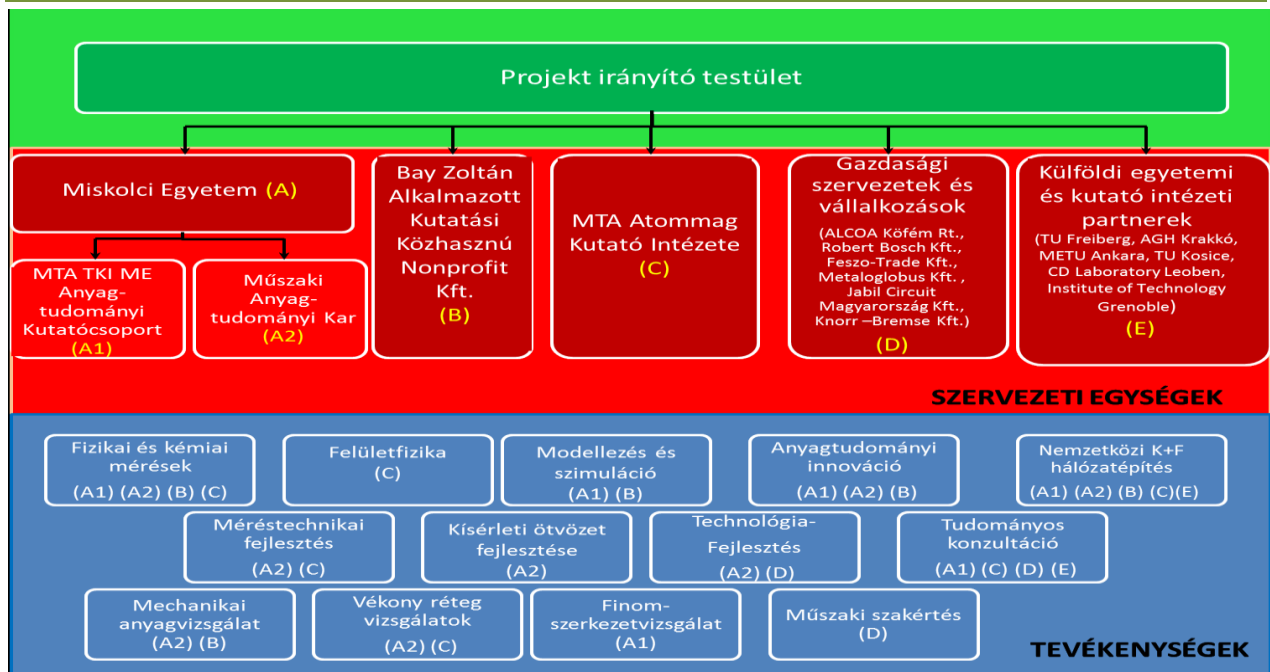 Projekt irányító testület
Miskolci Egyetem (A)
MTA TKI ME
Anyag-
tudományi
Kutatócsoport
(A1)
Műszaki
Anyag-
tudományi Kar
(A2)
Bay Zoltán
Alkalmazott
Kutatási
Közhasznú
Nonprofit
Kft.
(B)
MTA Atommag
Kutató Intézete
(C)
Gazdasági
szervezetek és
vállalkozások
(ALCOA Köfém Rt.,
Robert Bosch Kft.,
Feszo-Trade Kft.,
Metaloglobus Kft. ,
Jabil Circuit
Magyarország Kft.,
Knorr –Bremse Kft.)
(D)
Külföldi egyetemi
és kutató intézeti
partnerek
(TU Freiberg, AGH Krakkó,
METU Ankara, TU Kosice,
CD Laboratory Leoben,
Institute of Technology
Grenoble)
(E)
SZERVEZETI EGYSÉGEK
Fizikai és kémiai
mérések
(A1) (A2) (B) (C)
Felületfizika
(C)
Modellezés és
szimuláció
(A1) (B)
Anyagtudományi
innováció
(A1) (A2) (B)
Nemzetközi K+F
hálózatépítés
(A1) (A2) (B) (C)(E)
Méréstechnikai
fejlesztés
(A2) (C)
Kísérleti ötvözet
fejlesztése
(A2)
Technológia-
Fejlesztés
(A2) (D)
Tudományos
konzultáció
(A1) (C) (D) (E)
Mechanikai
anyagvizsgálat
(A2) (B)
Vékony réteg
vizsgálatok
(A2) (C)
Finom-
szerkezetvizsgálat
(A1)
Műszaki szakértés
(D)
TEVÉKENYSÉGEK